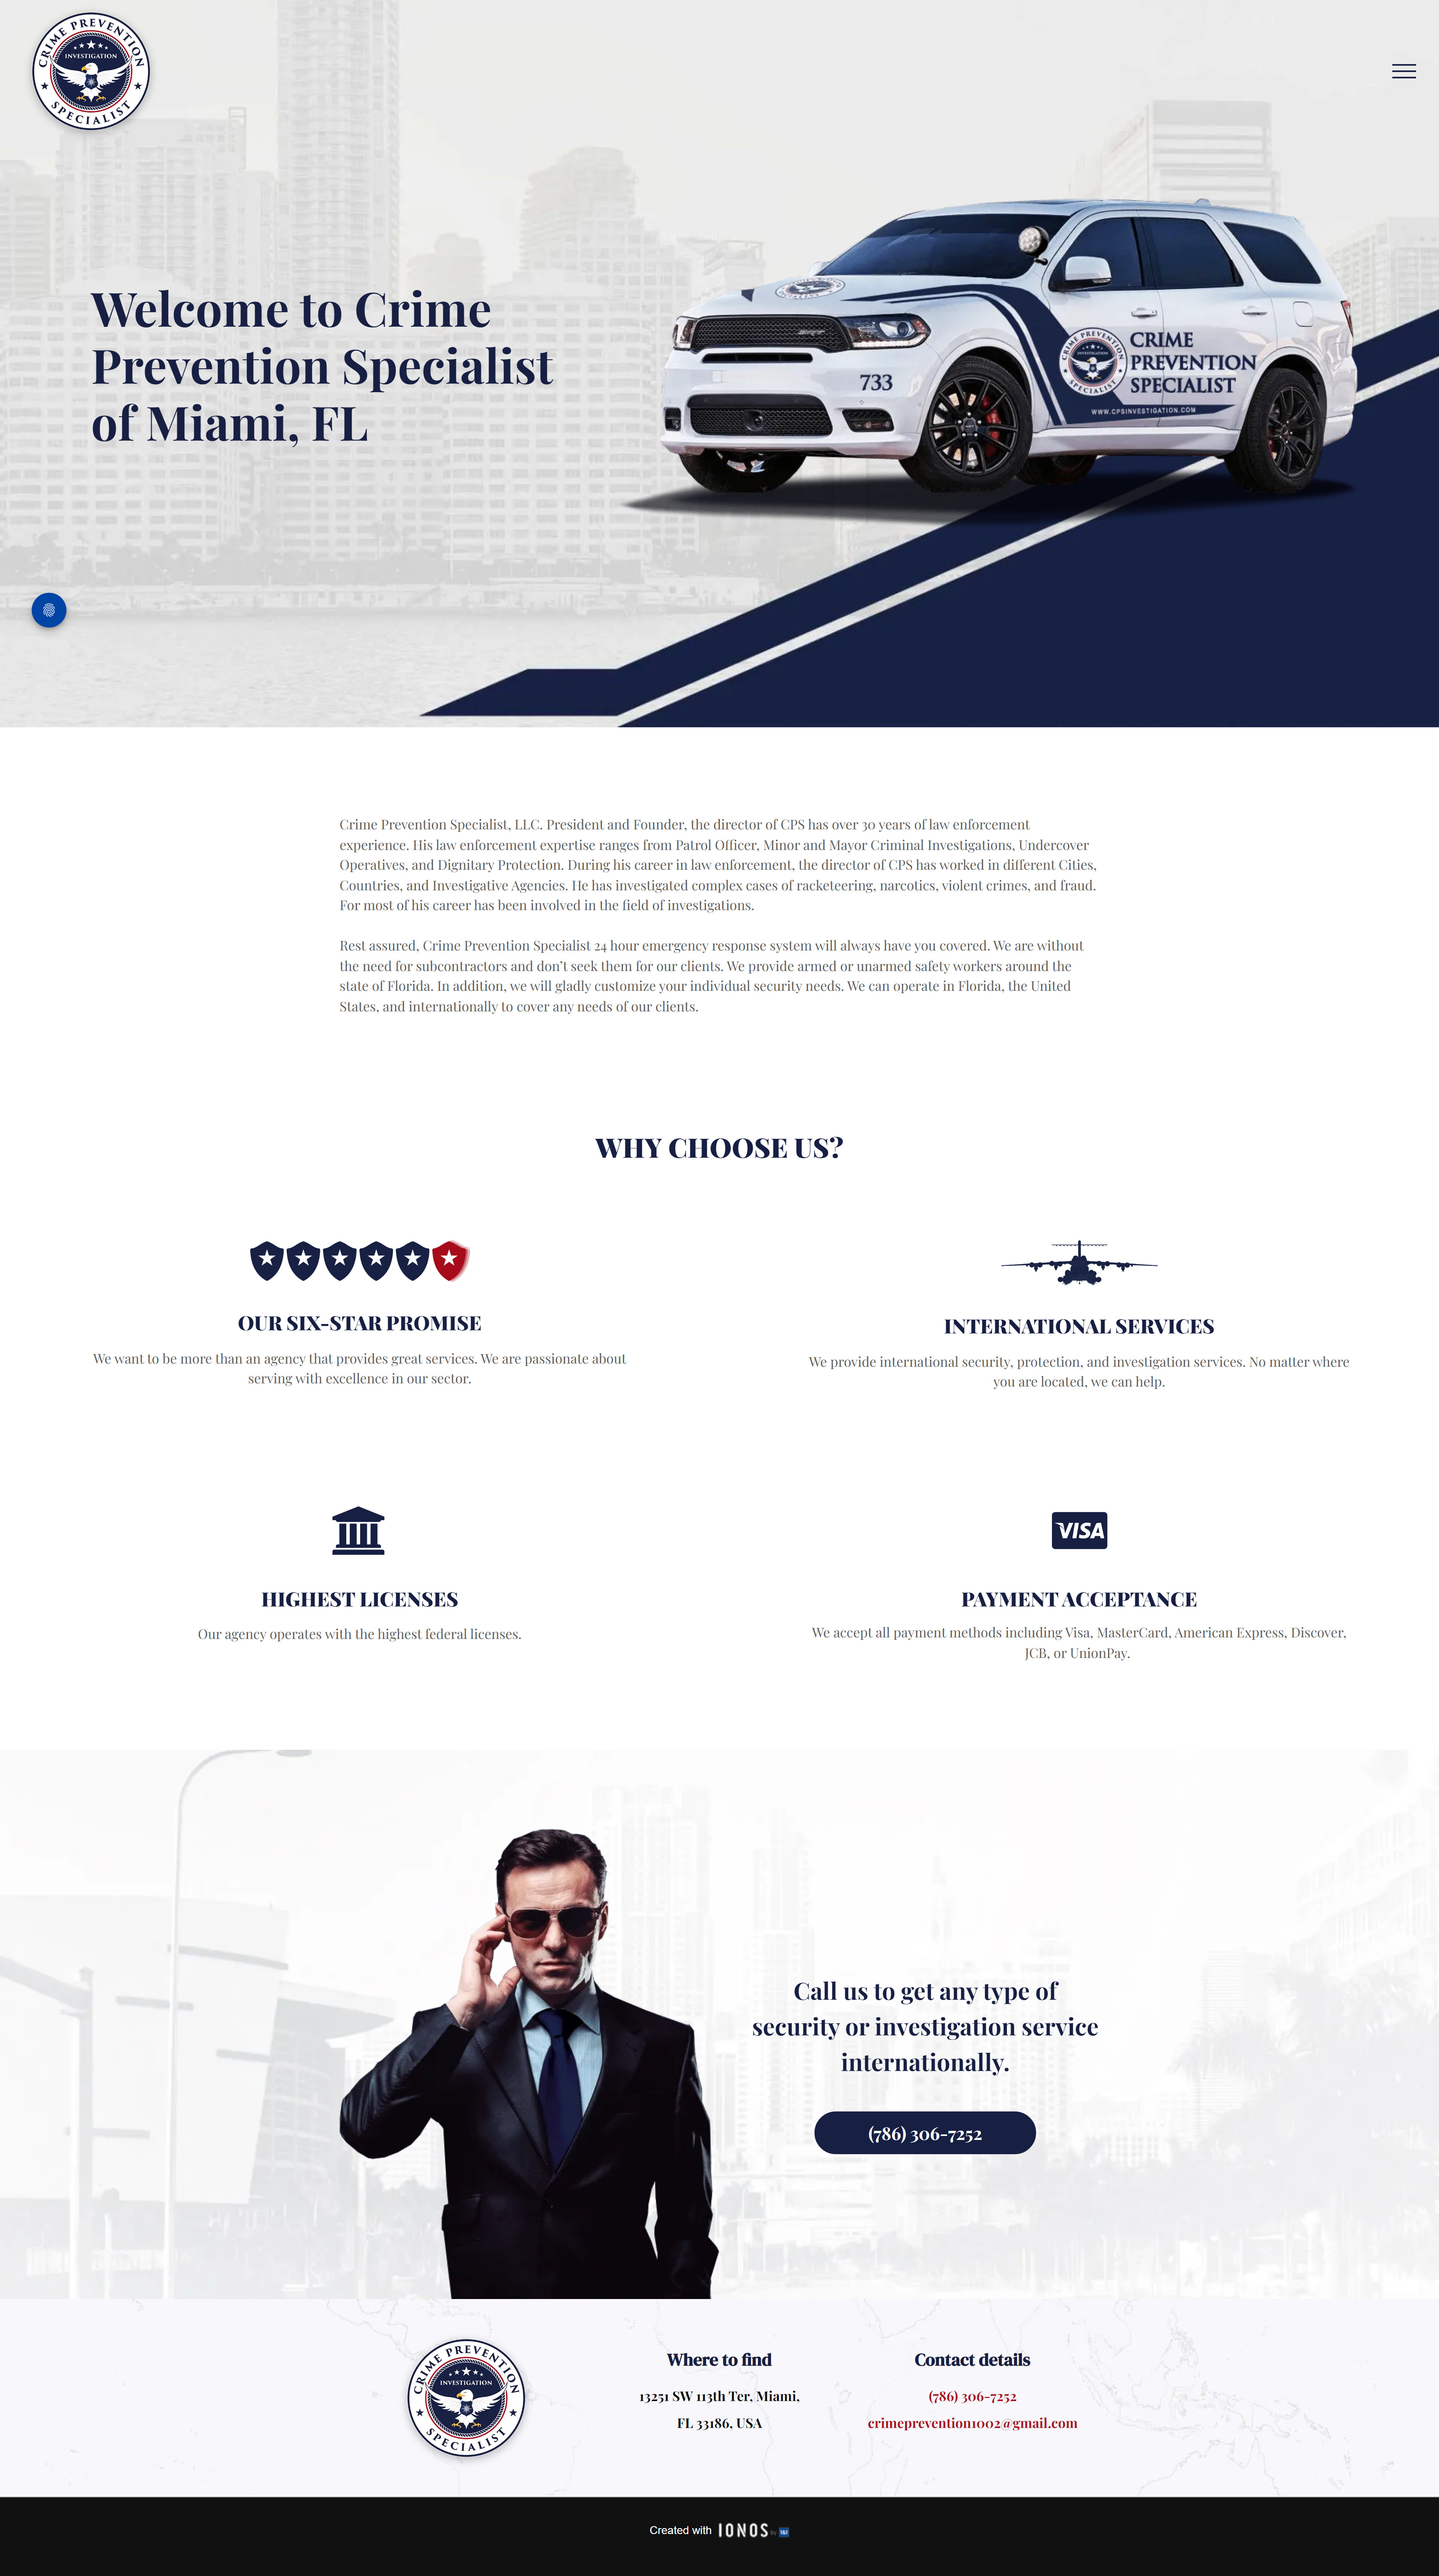 CRIME PREVENTION
INVESTIGATION
SPECIALIST
Welcome to Crime
Prevention Specialist
of Miami, FL
733
CRIME PREVENTION
INVESTIGATION
SPECIALIST
CRIME
PREVENTION
SPECIALIST
WWW.CPSINVESTIGATION.COM
Crime Prevention Specialist, LLC. President and Founder, the director of CPS has over 30 years of law enforcement
experience. His law enforcement expertise ranges from Patrol Officer, Minor and Mayor Criminal Investigations, Undercover
Operatives, and Dignitary Protection. During his career in law enforcement, the director of CPS has worked in different Cities,
Countries, and Investigative Agencies. He has investigated complex cases of racketeering, narcotics, violent crimes, and fraud.
For most of his career has been involved in the field of investigations.
Rest assured, Crime Prevention Specialist 24 hour emergency response system will always have you covered. We are without
the need for subcontractors and don't seek them for our clients. We provide armed or unarmed safety workers around the
state of Florida. In addition, we will gladly customize your individual security needs. We can operate in Florida, the United
States, and internationally to cover any needs of our clients.
WHY CHOOSE US?
OUR SIX-STAR PROMISE
We want to be more than an agency that provides great services. We are passionate about
serving with excellence in our sector.
INTERNATIONAL SERVICES
We provide international security, protection, and investigation services. No matter where
you are located, we can help.
HIGHEST LICENSES
Our agency operates with the highest federal licenses.
VISA
PAYMENT ACCEPTANCE
We accept all payment methods including Visa, MasterCard, American Express, Discover,
JCB, or UnionPay.
Call us to get any type of
security or investigation service
internationally.
(786) 306-7252
CRIME PREVENTION
INVESTIGATION
SPECIALIST
Where to find
13251 SW 113th Ter, Miami,
FL 33186, USA
Contact details
(786) 306-7252
crimeprevention1002@gmail.com
Created with IONOS by 1&1